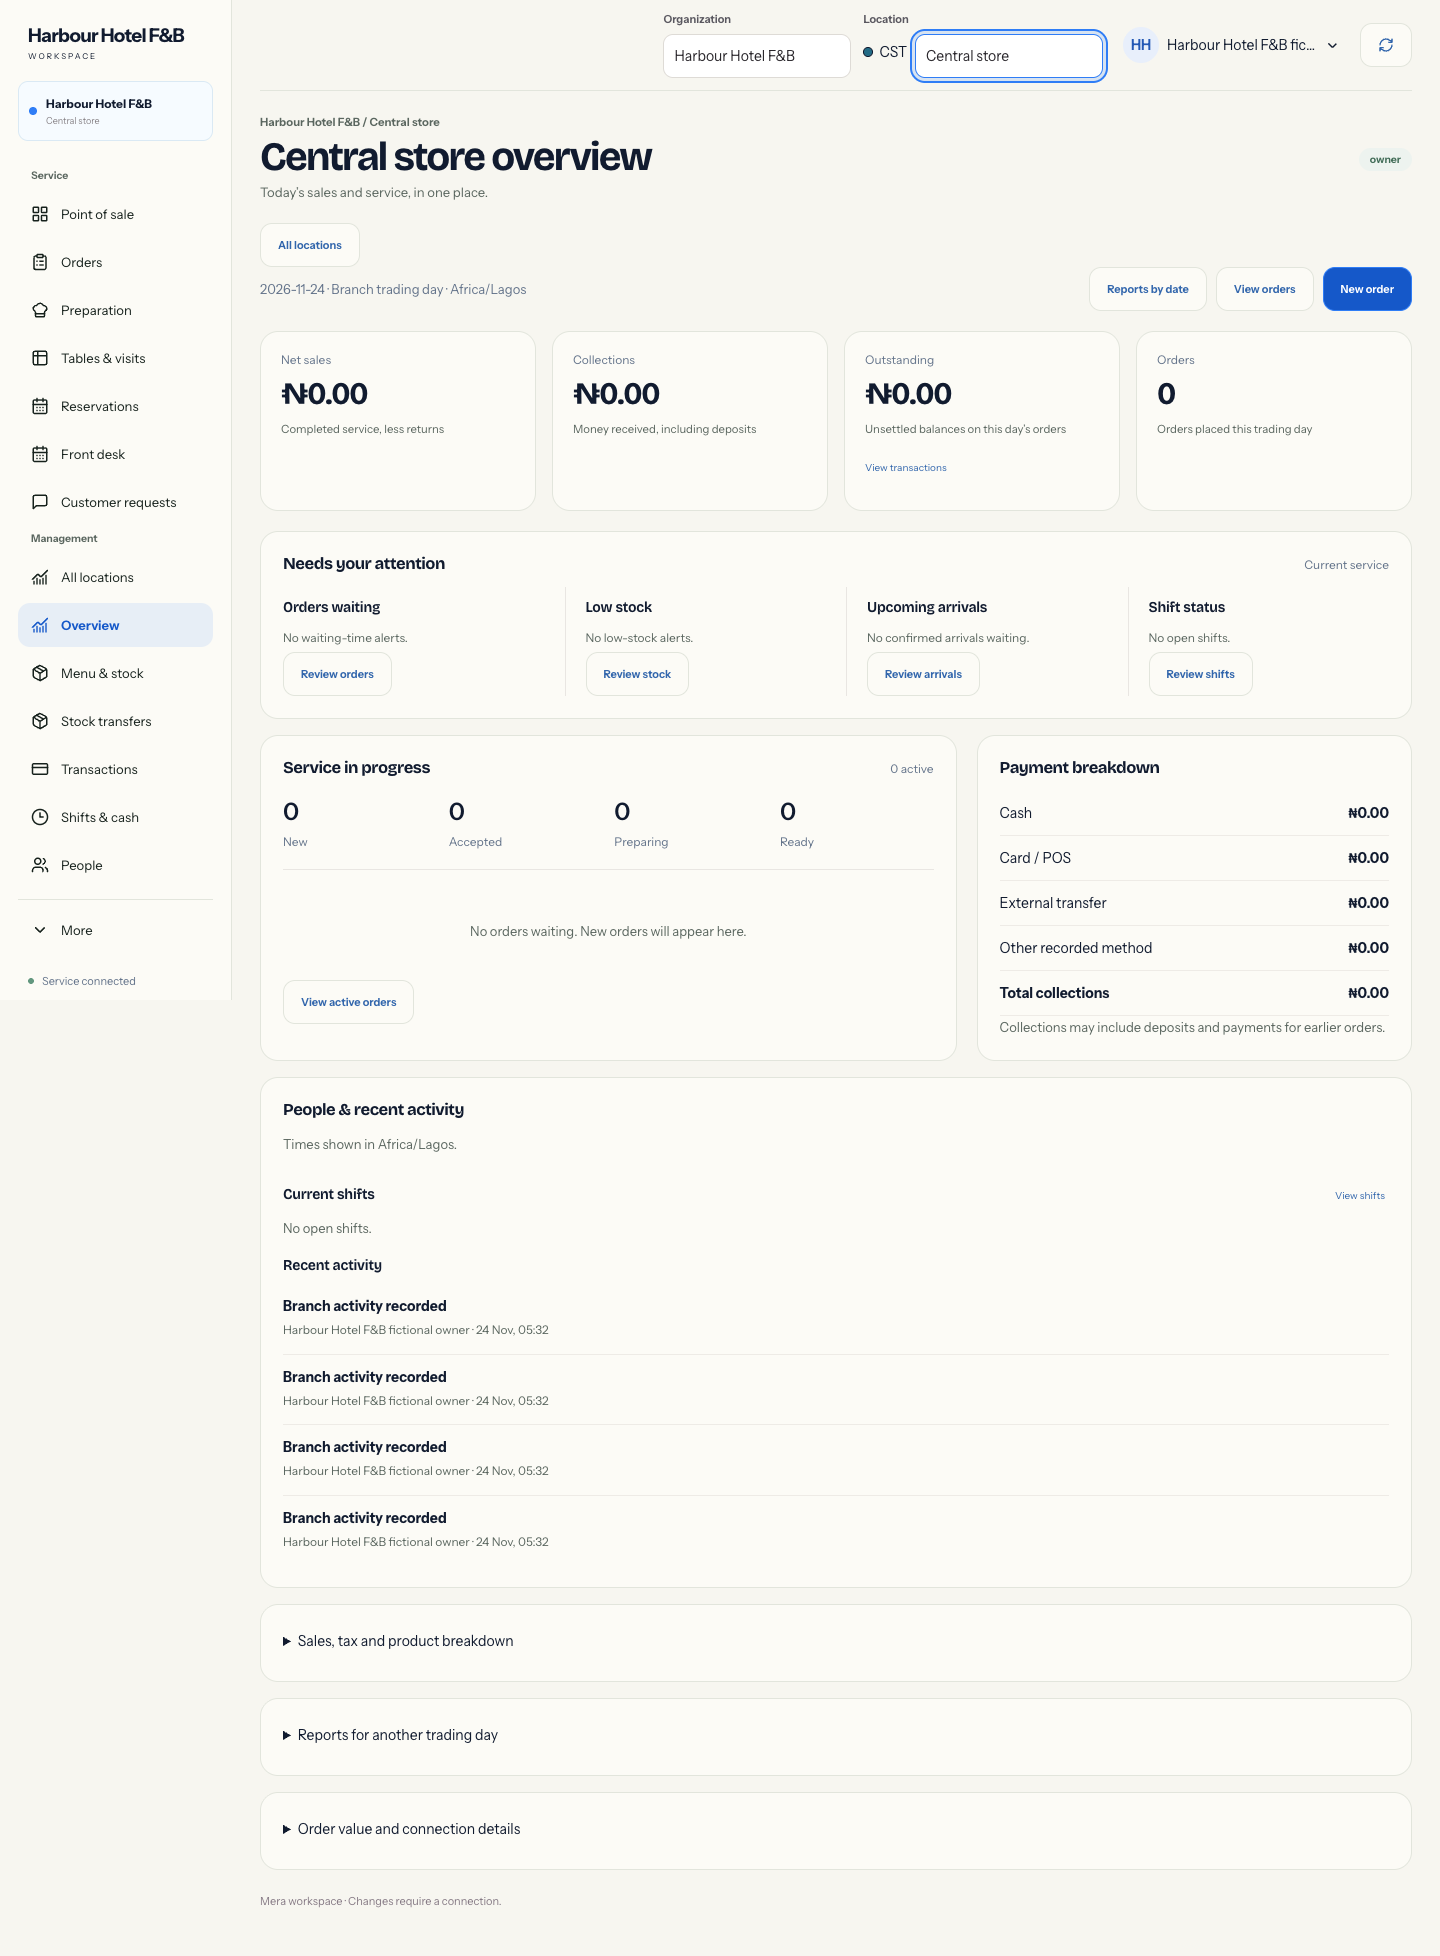 Harbour Hotel F&B
WORKSPACE
Harbour Hotel F&B
Central store
Service
Point of sale
Orders
Preparation
Tables & visits
Reservations
Front desk
Customer requests
Management
All locations
Overview
Menu & stock
Stock transfers
Transactions
Shifts & cash
People
More
Service connected
Organization
Harbour Hotel F&B
Location
CST
Central store
HH
Harbour Hotel F&B fic...
Harbour Hotel F&B / Central store
Central store overview
owner
Today's sales and service, in one place.
All locations
2026-11-24 · Branch trading day · Africa/Lagos
Reports by date
View orders
New order
Net sales
₦0.00
Completed service, less returns
Collections
₦0.00
Money received, including deposits
Outstanding
₦0.00
Unsettled balances on this day's orders
View transactions
Orders
0
Orders placed this trading day
Needs your attention
Current service
Orders waiting
No waiting-time alerts.
Review orders
Low stock
No low-stock alerts.
Review stock
Upcoming arrivals
No confirmed arrivals waiting.
Review arrivals
Shift status
No open shifts.
Review shifts
Service in progress
0 active
0
New
0
Accepted
0
Preparing
0
Ready
No orders waiting. New orders will appear here.
View active orders
Payment breakdown
Cash ₦0.00
Card / POS ₦0.00
External transfer ₦0.00
Other recorded method ₦0.00
Total collections ₦0.00
Collections may include deposits and payments for earlier orders.
People & recent activity
Times shown in Africa/Lagos.
Current shifts
View shifts
No open shifts.
Recent activity
Branch activity recorded
Harbour Hotel F&B fictional owner · 24 Nov, 05:32
Branch activity recorded
Harbour Hotel F&B fictional owner · 24 Nov, 05:32
Branch activity recorded
Harbour Hotel F&B fictional owner · 24 Nov, 05:32
Branch activity recorded
Harbour Hotel F&B fictional owner · 24 Nov, 05:32
Sales, tax and product breakdown
Reports for another trading day
Order value and connection details
Mera workspace · Changes require a connection.